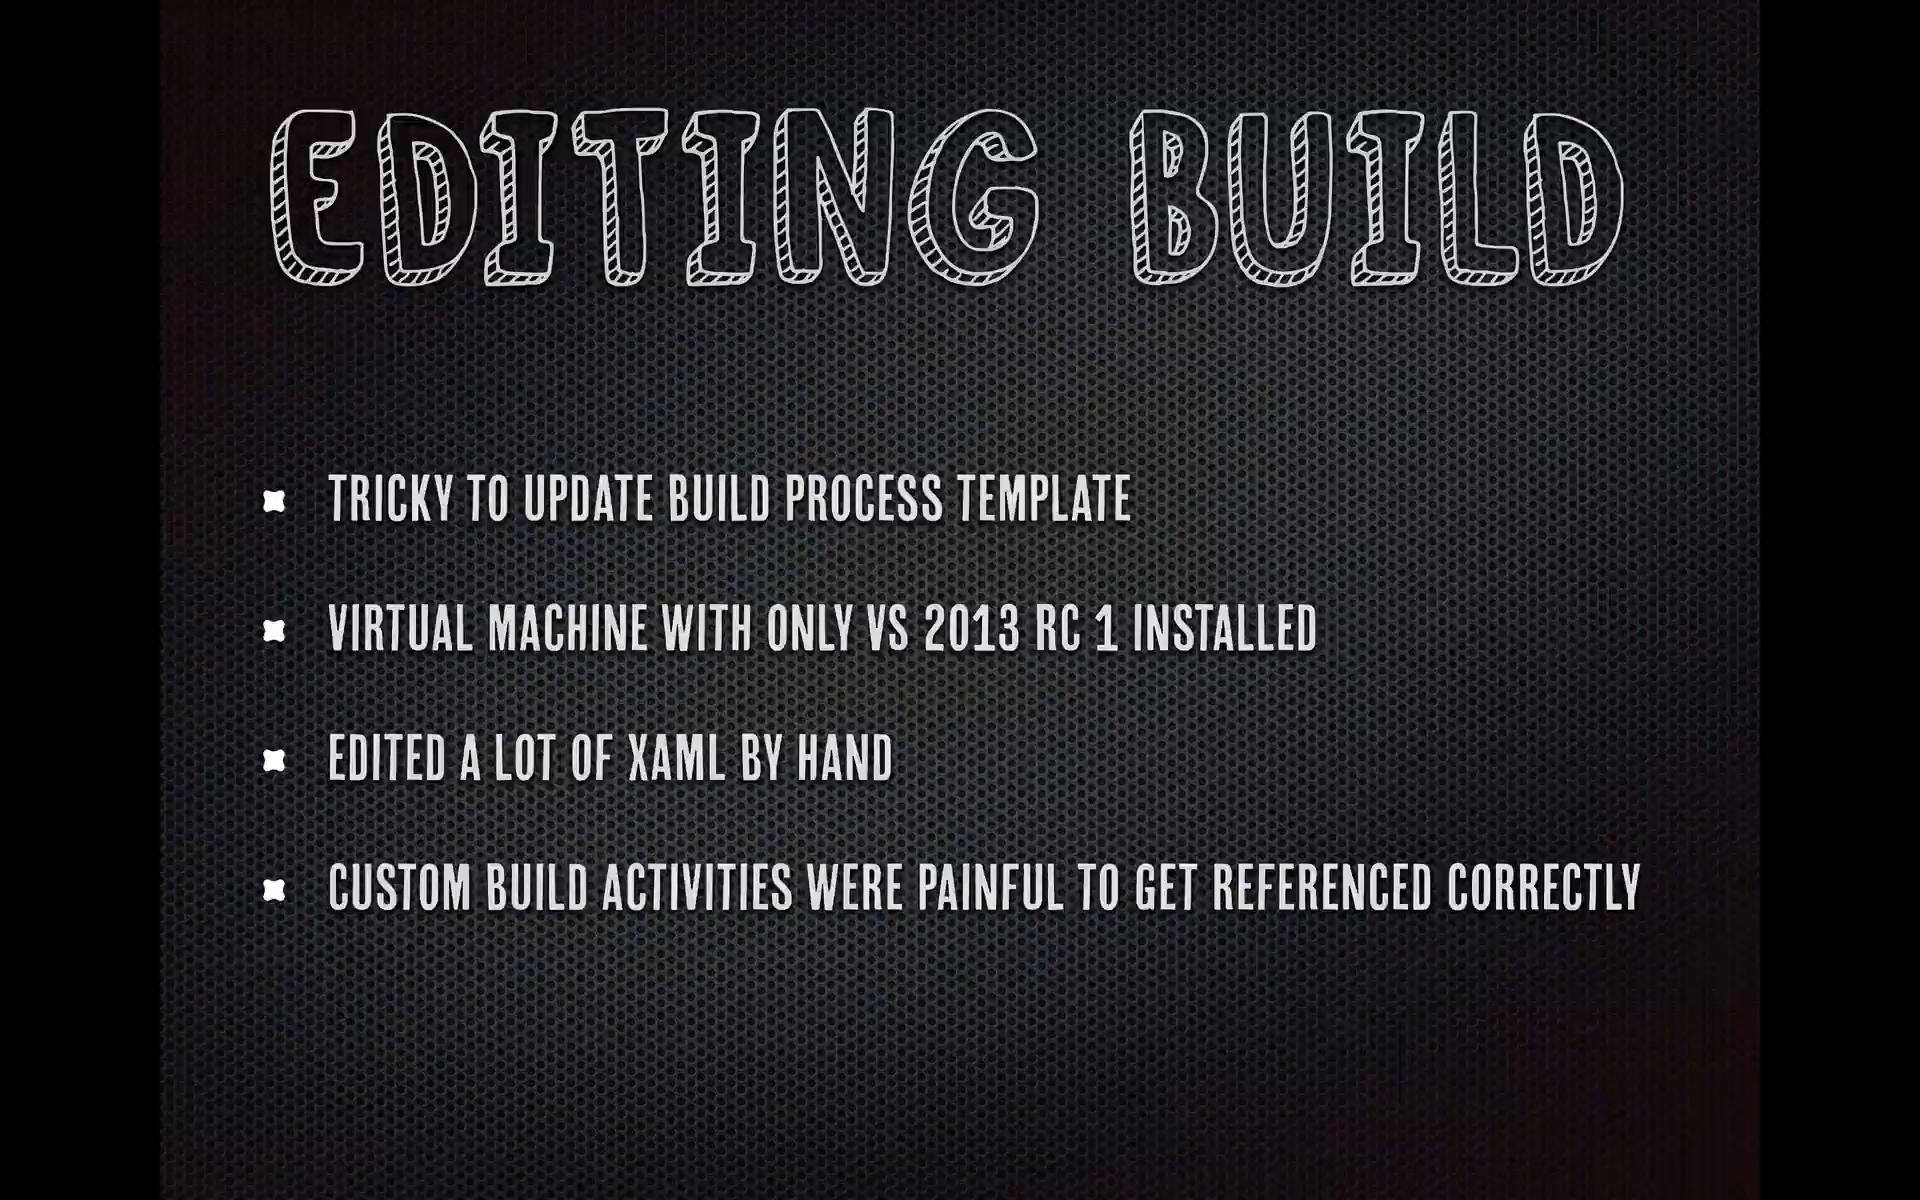 EDITING BUILD
TRICKY TO UPDATE BUILD PROCESS TEMPLATE
VIRTUAL MACHINE WITH ONLY VS 2013 RC 1 INSTALLED
EDITED A LOT OF XAML BY HAND
CUSTOM BUILD ACTIVITIES WERE PAINFUL TO GET REFERENCED CORRECTLY